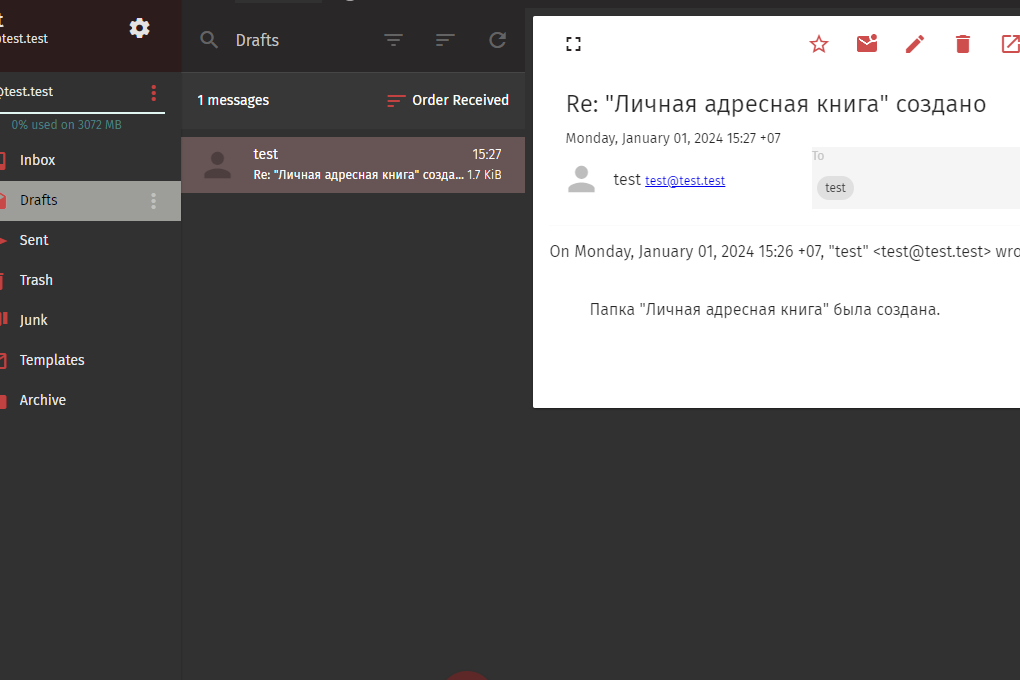 t
test.test
@test.test
0% used on 3072 MB
Inbox
Drafts
Sent
Trash
Junk
Templates
Archive
Drafts
1 messages
Order Received
test
15:27
Re: "Личная адресная книга" созда... 1.7 KiB
Re: "Личная адресная книга" создано
Monday, January 01, 2024 15:27 +07
test test@test.test
To
test
On Monday, January 01, 2024 15:26 +07, "test" <test@test.test> wro
Папка "Личная адресная книга" была создана.